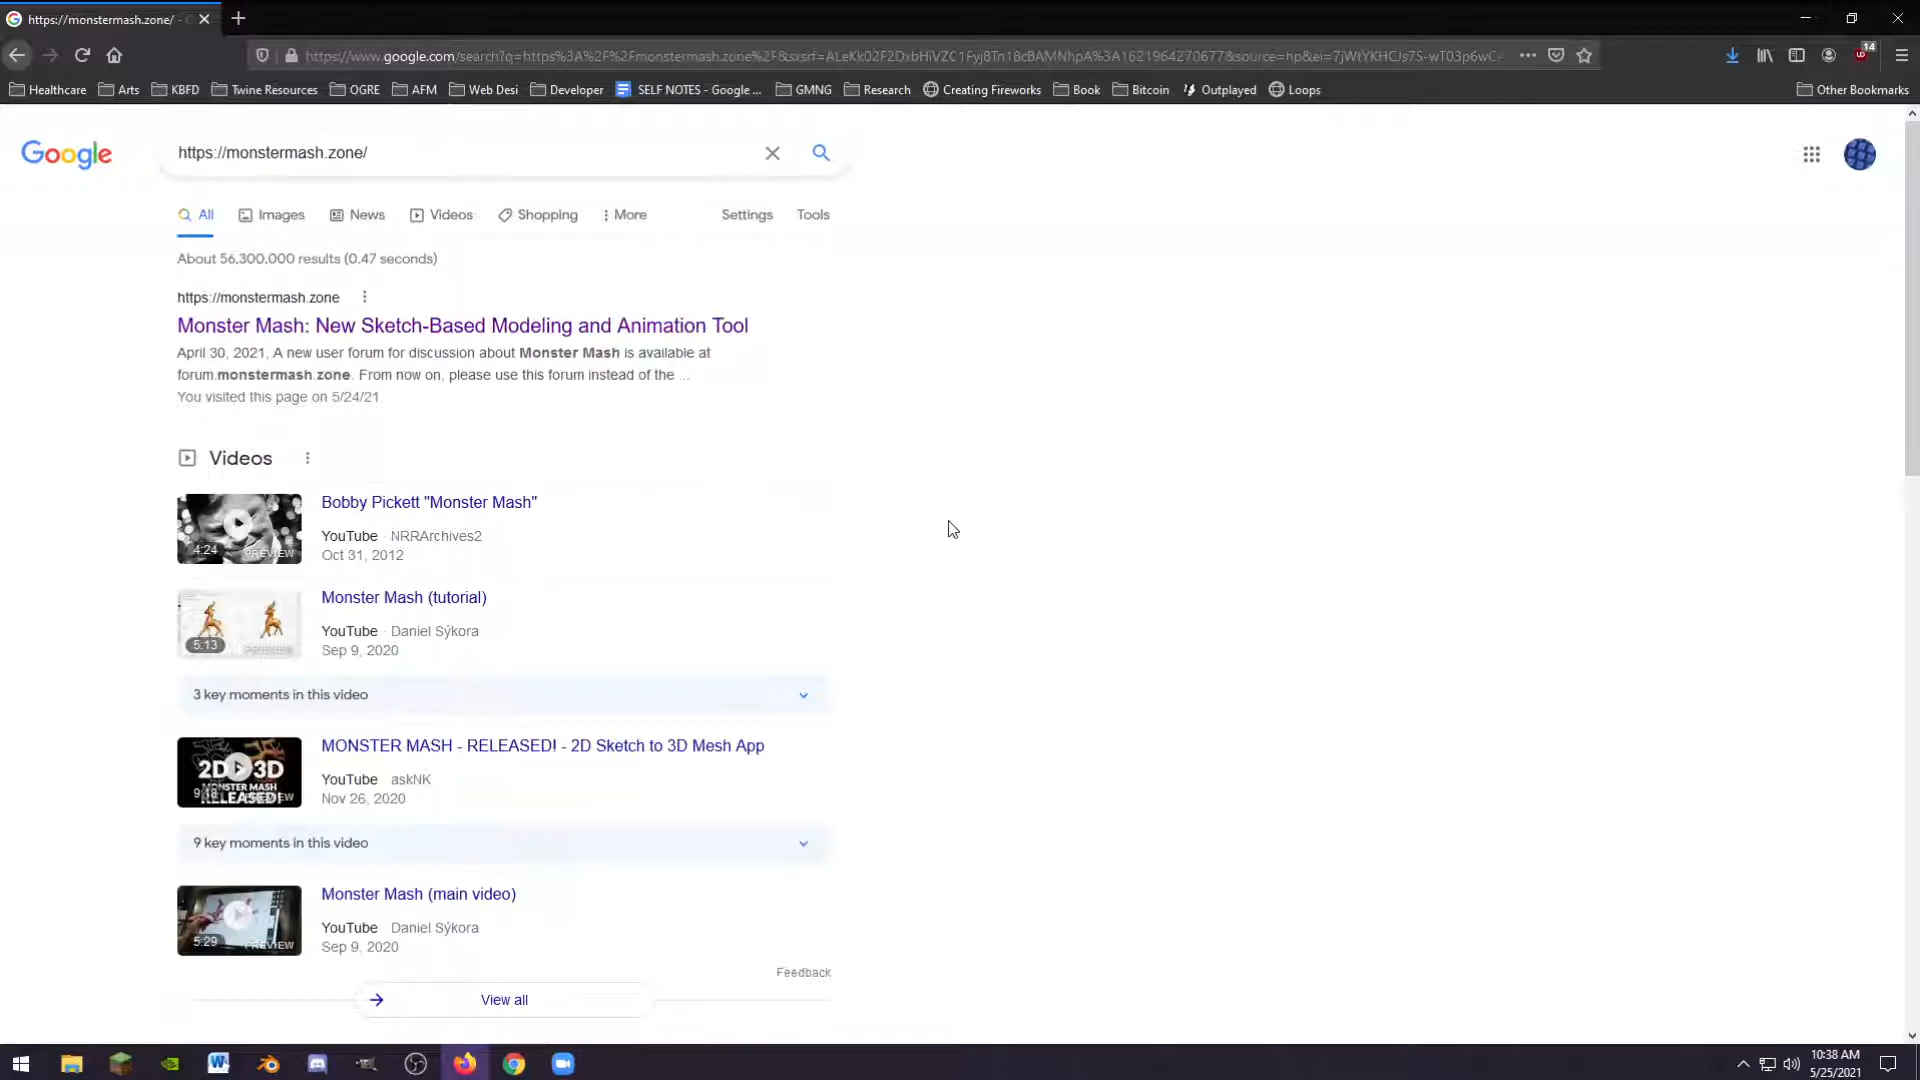 https://monstermash.zone/ -
https://www.google.com/search?q=https%3A%2F%2Fmonstermash.zone%2F&sxsrf=
14
Healthcare Arts KBFD Twine Resources OGRE AFM Web Desi Developer SELF NOTES - Google ... GMNG Research Creating Fireworks Book Bitcoin Outplayed Loops Other Bookmarks
Google
https://monstermash.zone/
All Images News Videos Shopping More Settings Tools
About 56,300,000 results (0.47 seconds)
https://monstermash.zone
Monster Mash: New Sketch-Based Modeling and Animation Tool
April 30, 2021, A new user forum for discussion about Monster Mash is available at
forum.monstermash.zone. From now on, please use this forum instead of the ...
You visited this page on 5/24/21
Videos
4:24 PREVIEW
Bobby Pickett "Monster Mash"
YouTube · NRRArchives2
Oct 31, 2012
5:13
Monster Mash (tutorial)
YouTube · Daniel Sýkora
Sep 9, 2020
3 key moments in this video
2D 3D
MONSTER MASH
RELEASED!
9:18
MONSTER MASH - RELEASED! - 2D Sketch to 3D Mesh App
YouTube · askNK
Nov 26, 2020
9 key moments in this video
5:29 PREVIEW
Monster Mash (main video)
YouTube · Daniel Sýkora
Sep 9, 2020
Feedback
View all
10:38 AM
5/25/2021